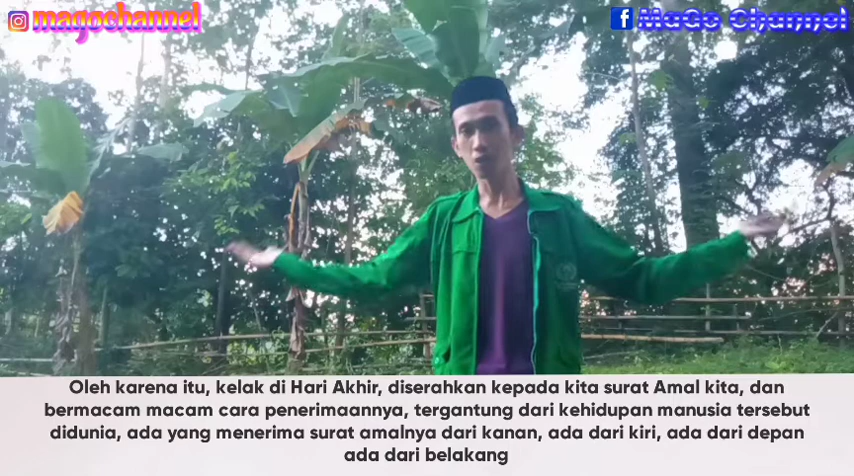 magochannel
MaGo Channel
Oleh karena itu, kelak di Hari Akhir, diserahkan kepada kita surat Amal kita, dan
bermacam macam cara penerimaannya, tergantung dari kehidupan manusia tersebut
didunia, ada yang menerima surat amalnya dari kanan, ada dari kiri, ada dari depan
ada dari belakang